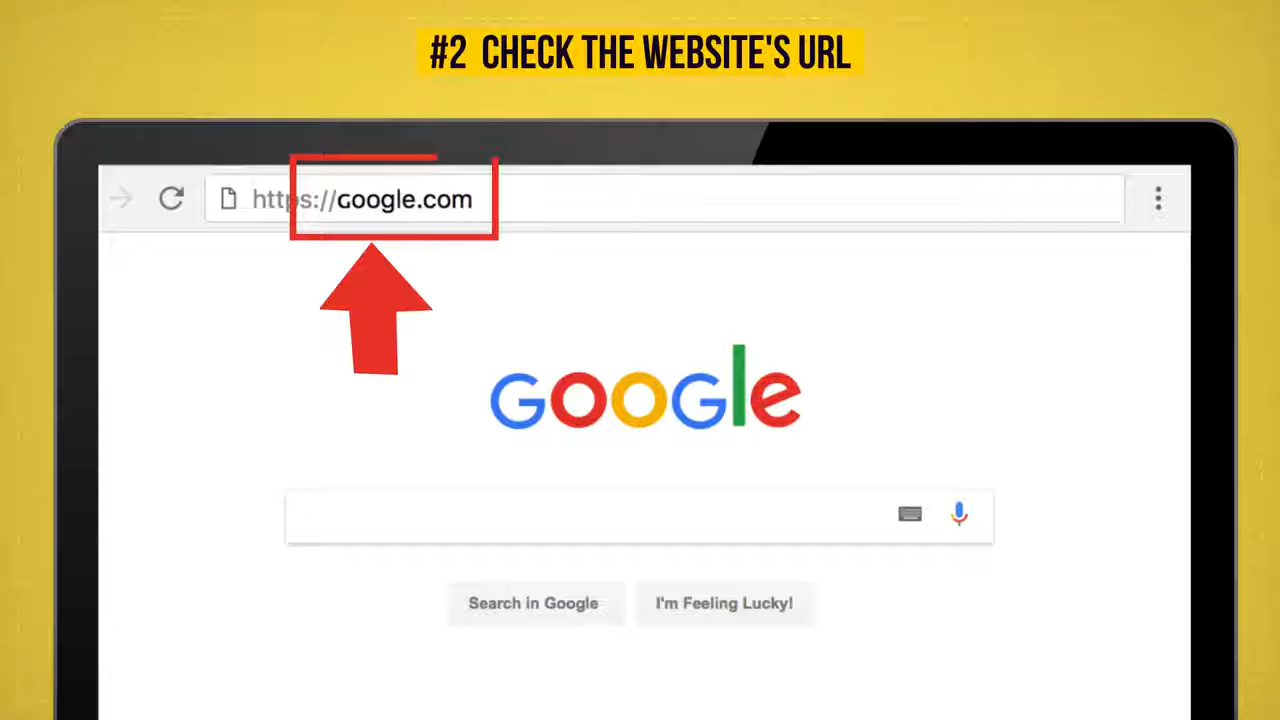 #2 CHECK THE WEBSITE'S URL
https://ɢoogle.com
Google
Search in Google
I'm Feeling Lucky!